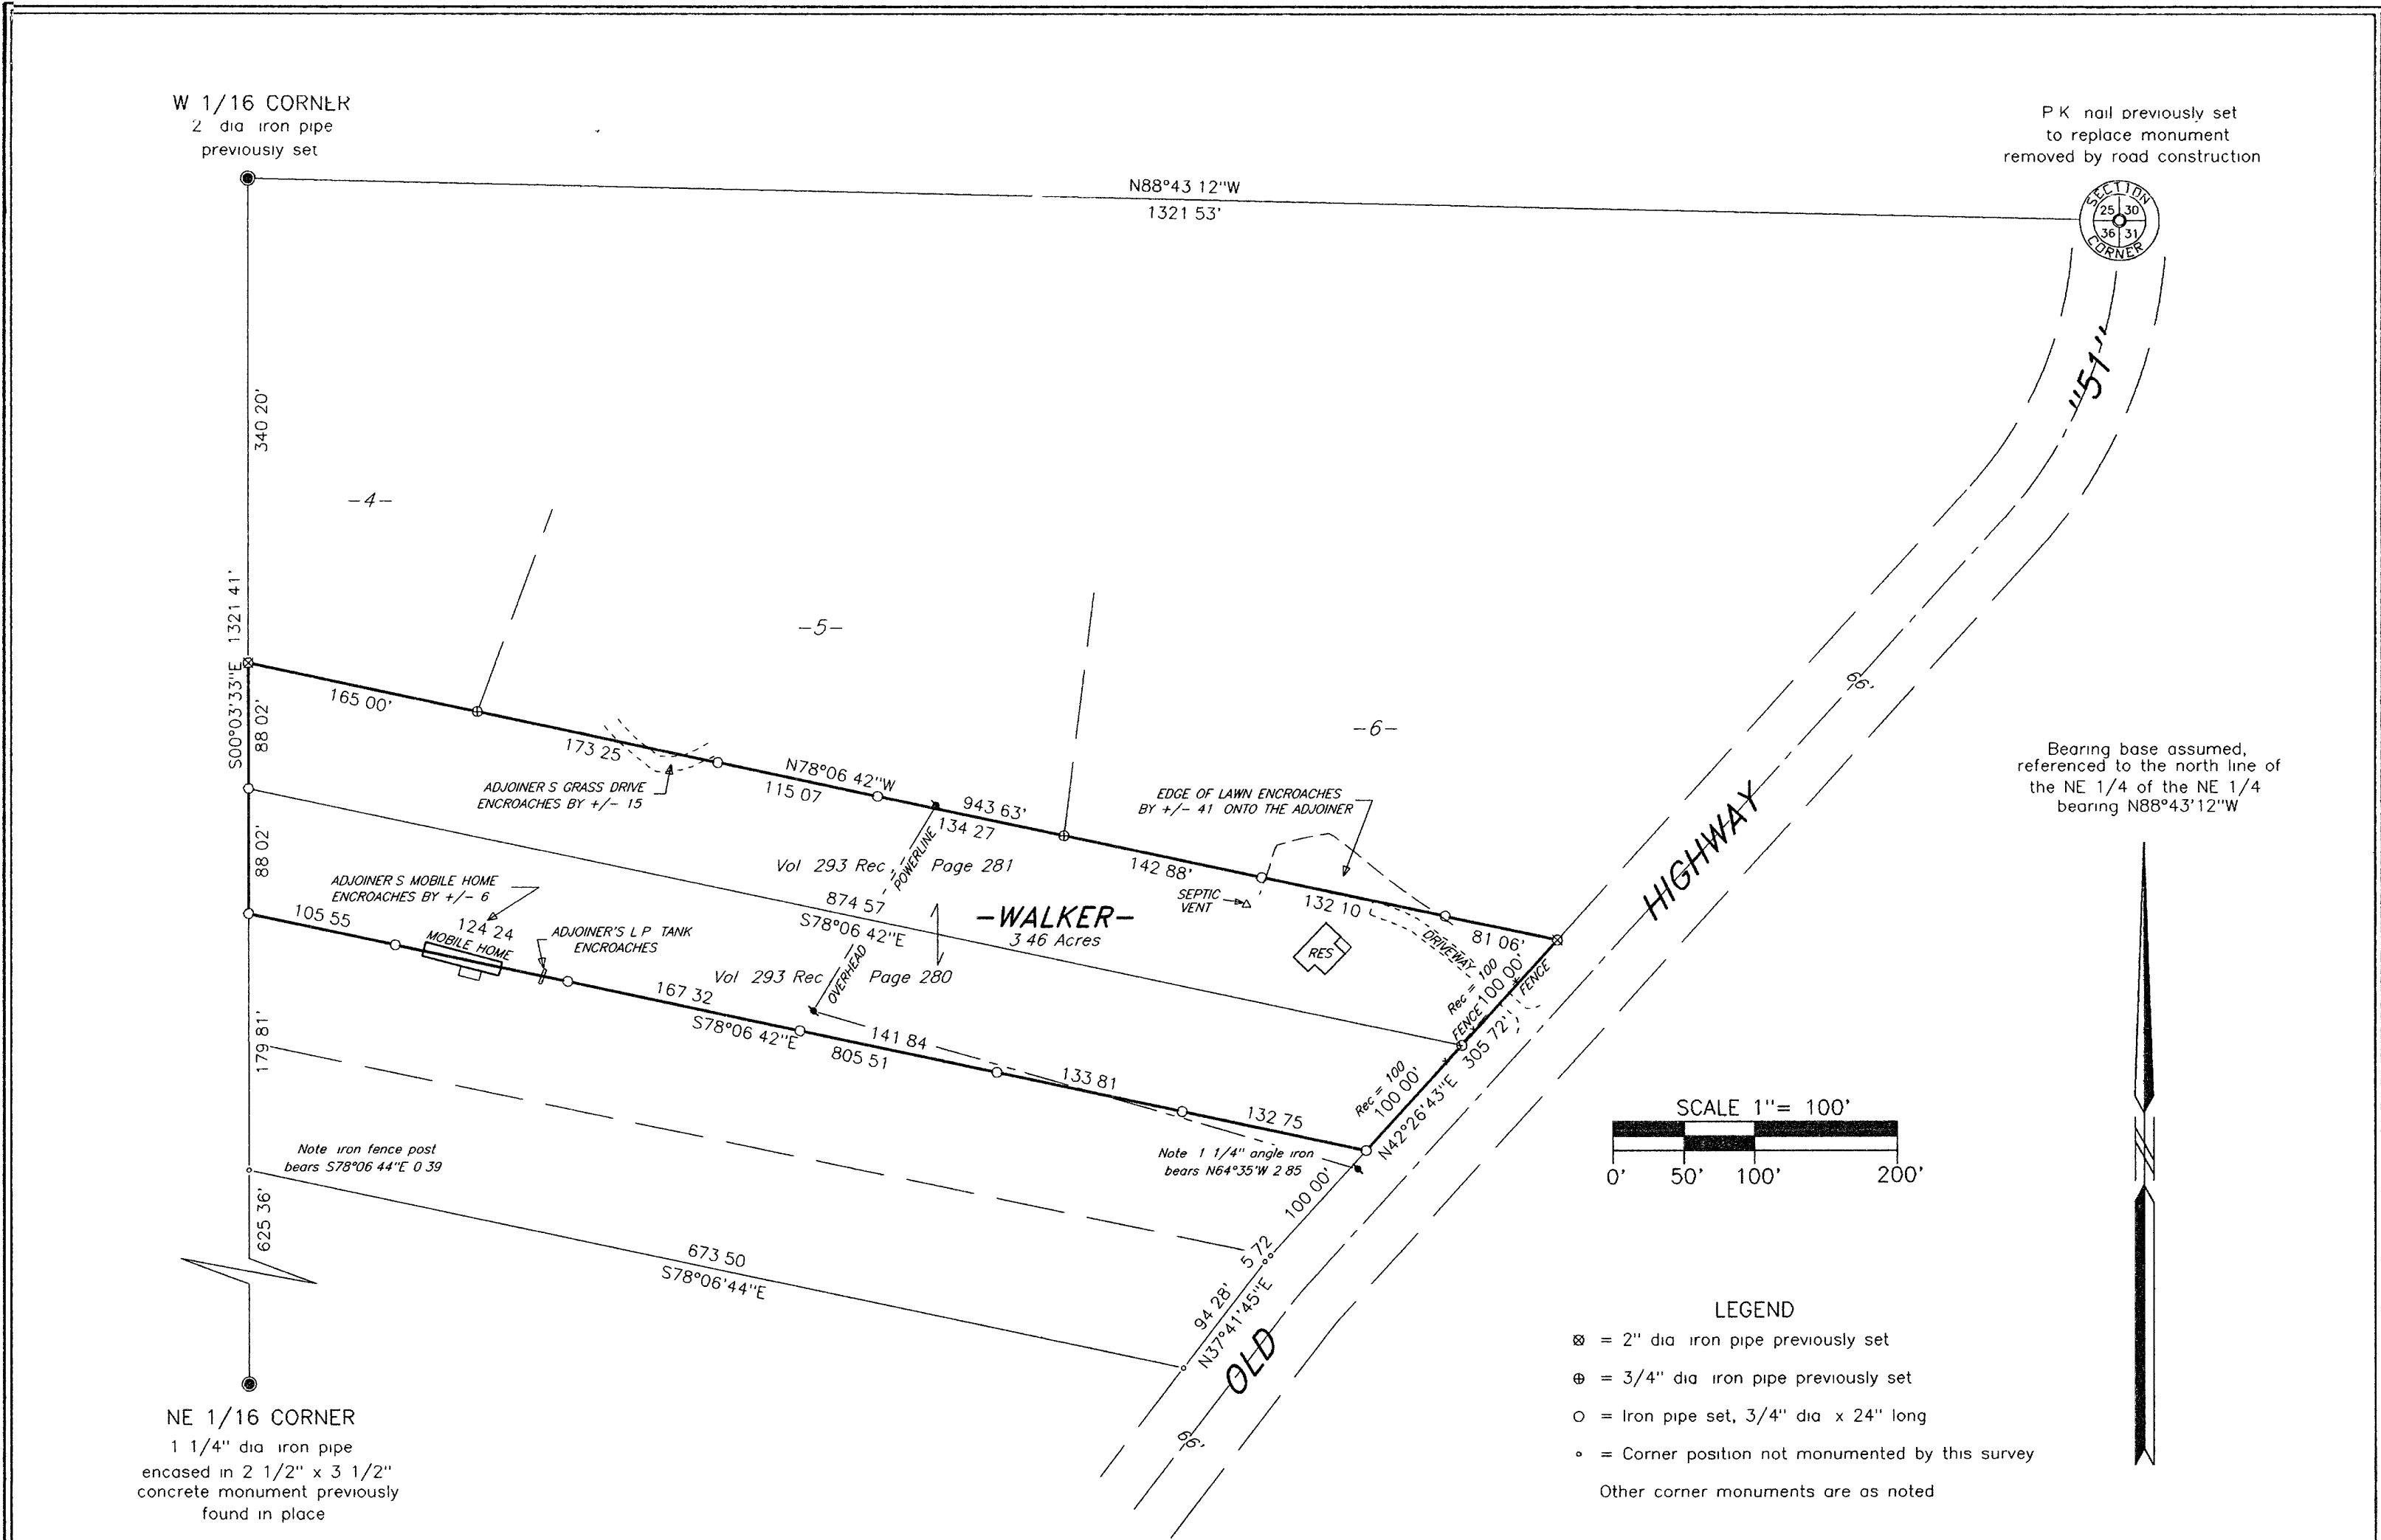 W 1/16 CORNER
2 dia iron pipe
previously set
P K nail previously set
to replace monument
removed by road construction
N88°43 12"W
1321 53'
SECTION
25 30
36 31
CORNER
"51"
340 20'
S00°03'33"E 1321 41'
-4-
-5-
-6-
66'
165 00'
88 02'
173 25
ADJOINER S GRASS DRIVE
ENCROACHES BY +/- 15
N78°06 42"W
115 07
943 63'
134 27
EDGE OF LAWN ENCROACHES
BY +/- 41 ONTO THE ADJOINER
HIGHWAY
Bearing base assumed,
referenced to the north line of
the NE 1/4 of the NE 1/4
bearing N88°43'12"W
88 02'
Vol 293 Rec, Page 281
POWERLINE
142 88'
SEPTIC
VENT
132 10
81 06'
ADJOINER S MOBILE HOME
ENCROACHES BY +/- 6
874 57
S78°06 42"E
-WALKER-
3 46 Acres
105 55
124 24
MOBILE HOME
ADJOINER'S L P TANK
ENCROACHES
RES
DRIVEWAY
Rec = 100
100 00'
FENCE
FENCE
Vol 293 Rec Page 280
OVERHEAD
167 32
S78°06 42"E
141 84
805 51
133 81
132 75
Rec = 100
100 00'
N42°26'43"E 305 72'
179 81'
SCALE 1"= 100'
0' 50' 100' 200'
Note iron fence post
bears S78°06 44"E 0 39
Note 1 1/4" angle iron
bears N64°35'W 2 85
100 00'
5 72
625 36'
673 50
S78°06'44"E
94 28'
N37°41'45"E
OLD
66'
LEGEND
⊗ = 2" dia iron pipe previously set
⊕ = 3/4" dia iron pipe previously set
○ = Iron pipe set, 3/4" dia x 24" long
∘ = Corner position not monumented by this survey
Other corner monuments are as noted
NE 1/16 CORNER
1 1/4" dia iron pipe
encased in 2 1/2" x 3 1/2"
concrete monument previously
found in place